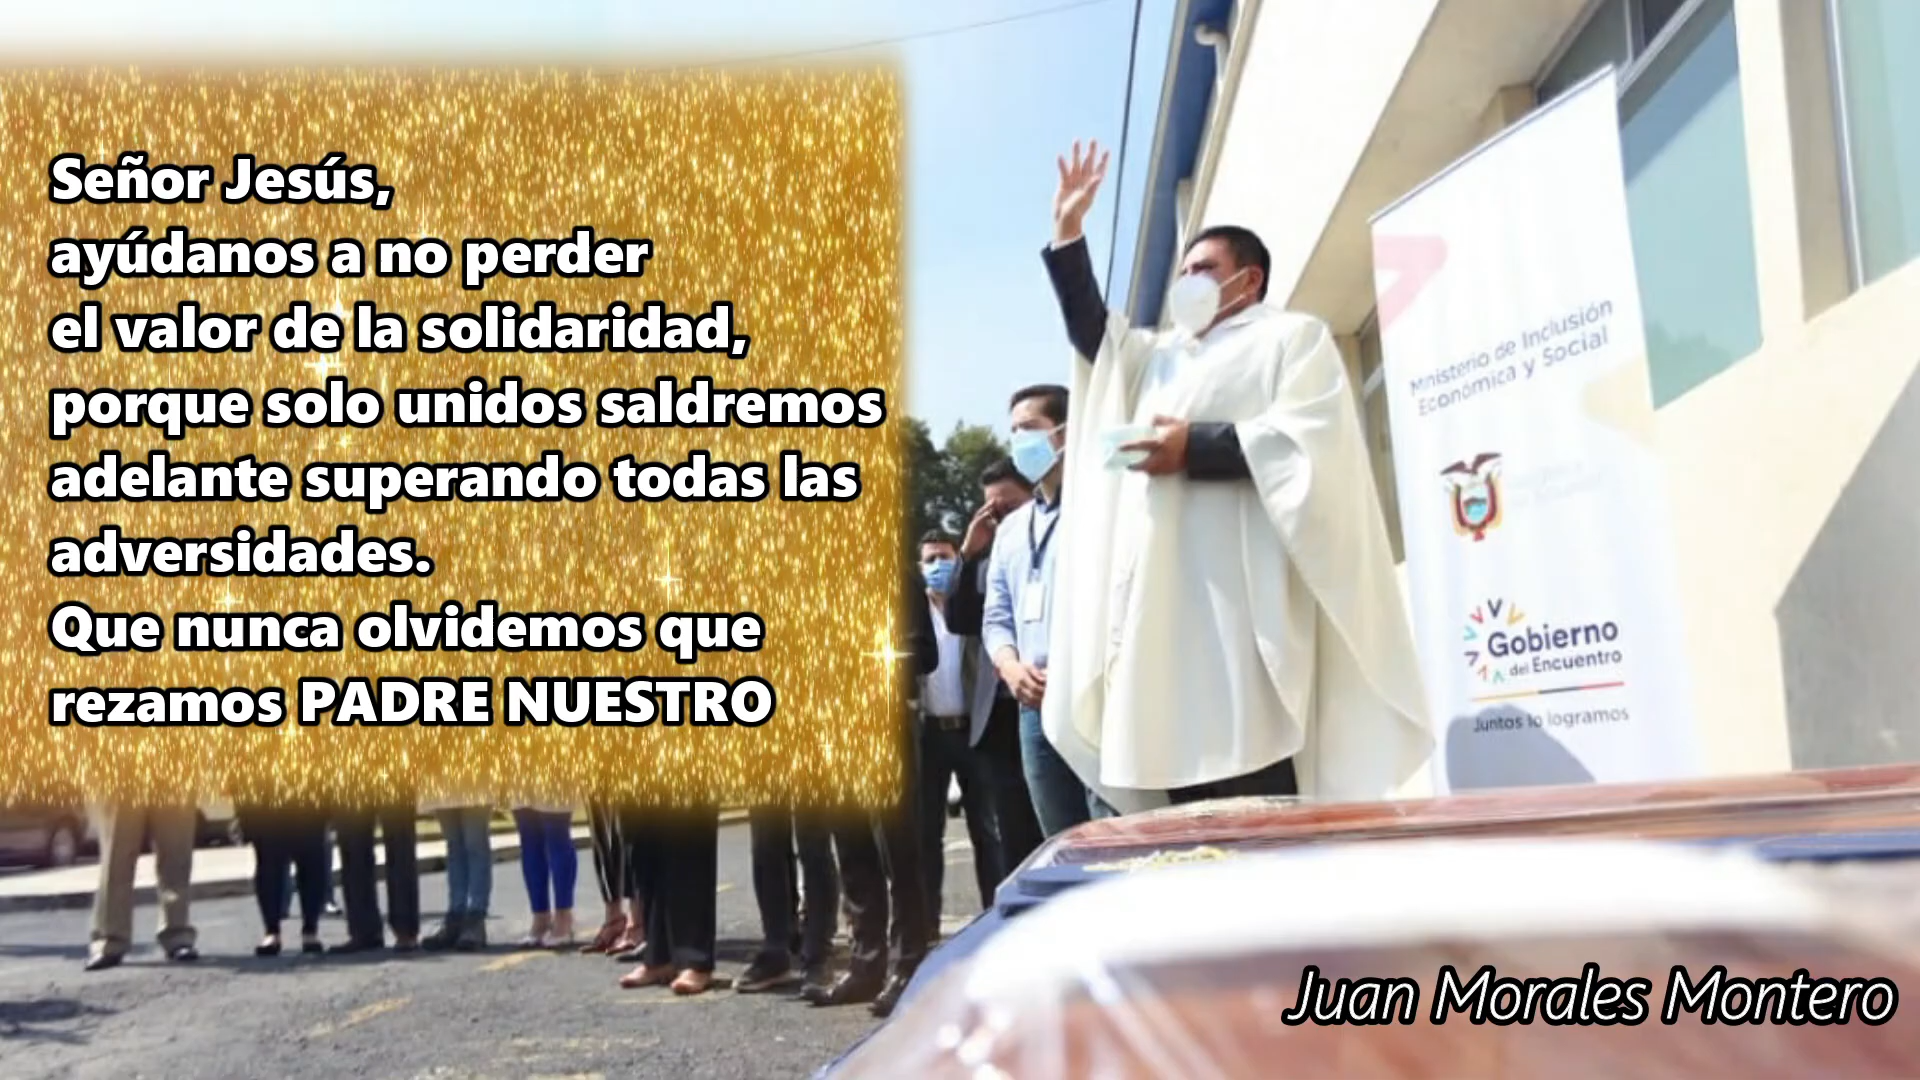 Señor Jesús,
ayúdanos a no perder
el valor de la solidaridad,
porque solo unidos saldremos
adelante superando todas las
adversidades.
Que nunca olvidemos que
rezamos PADRE NUESTRO
Ministerio de Inclusión
Económica y Social
Gobierno
del Encuentro
Juntos lo logramos
Juan Morales Montero